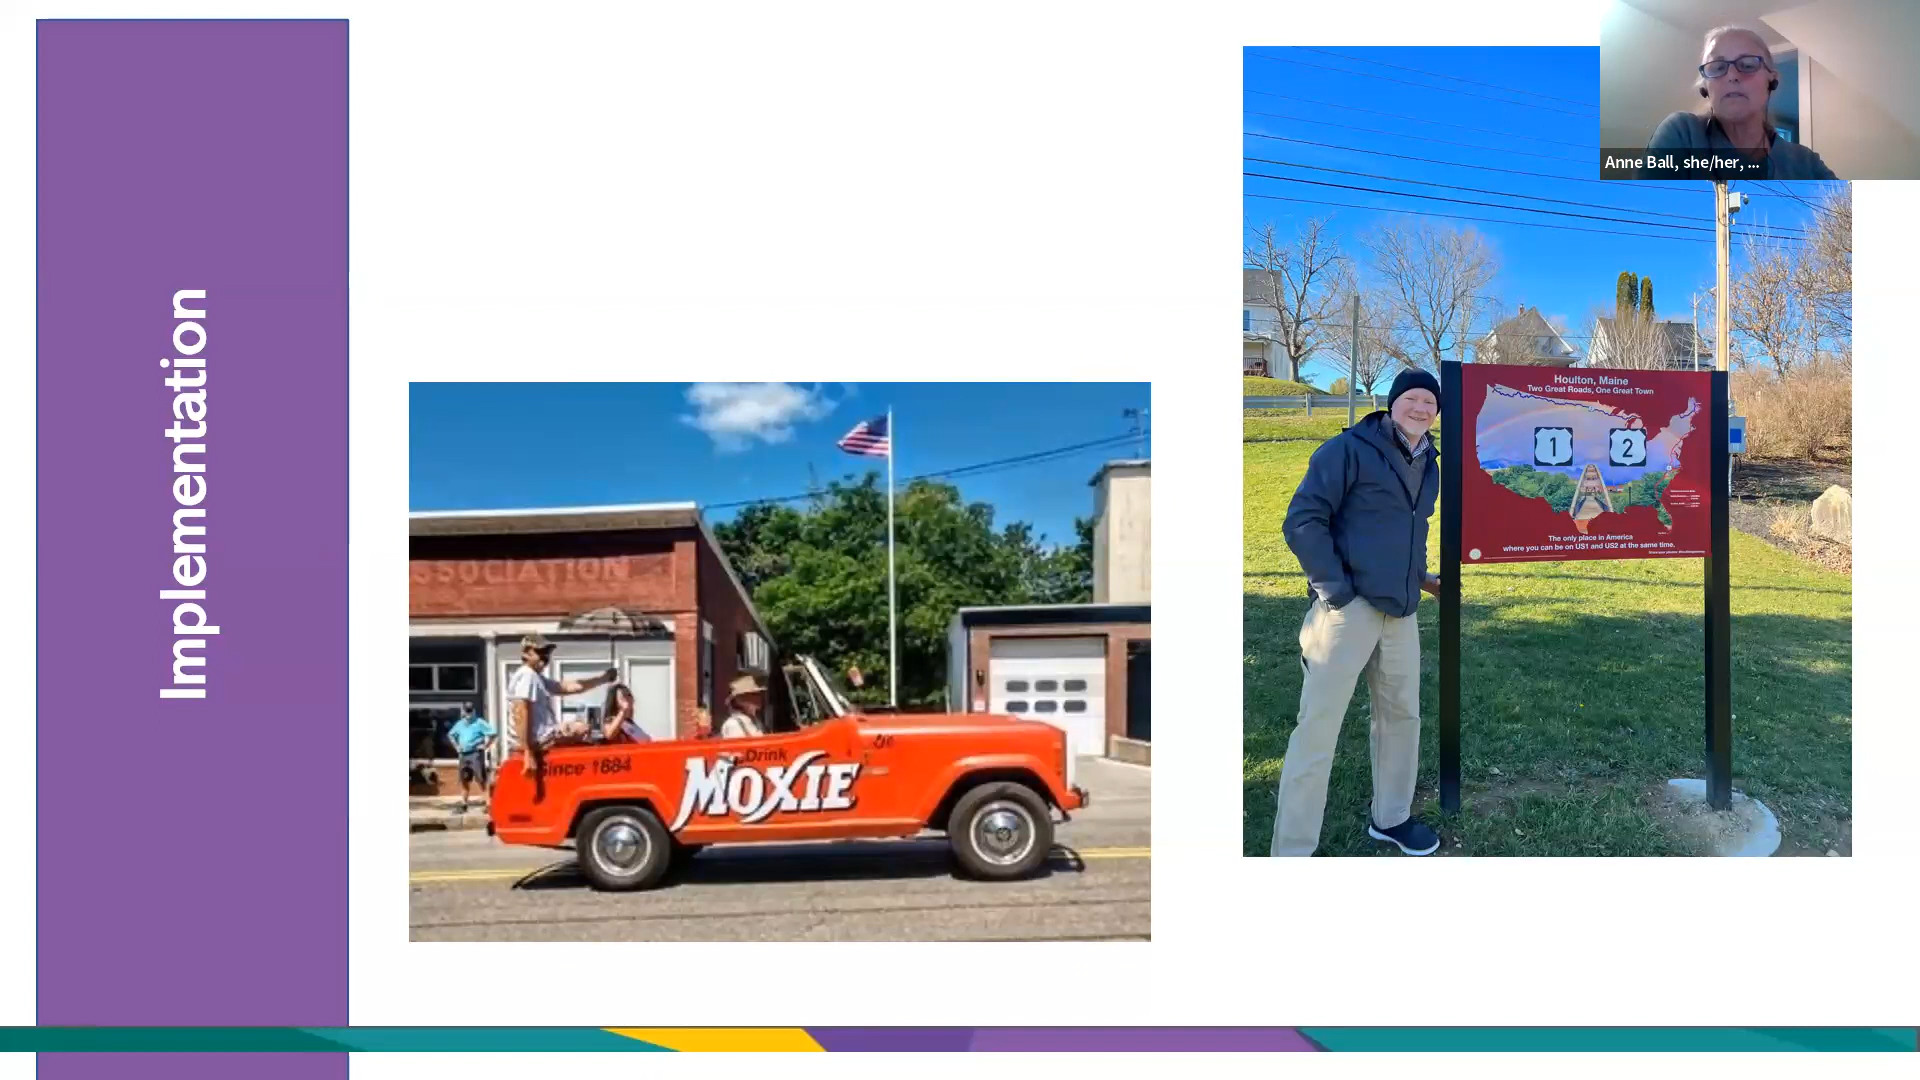 Implementation
SSOCIATION
Since 1884
Drink
MOXIE
Anne Ball, she/her, ...
Houlton, Maine
Two Great Roads, One Great Town
1
2
The only place in America
where you can be on US1 and US2 at the same time.